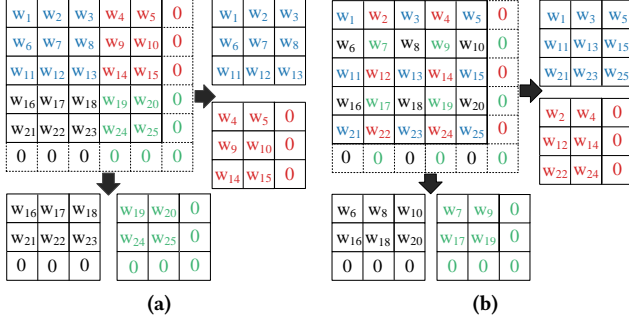 w1 w2 w3 w4 w5 0
w6 w7 w8 w9 w10 0
w11 w12 w13 w14 w15 0
w16 w17 w18 w19 w20 0
w21 w22 w23 w24 w25 0
0 0 0 0 0 0
w1 w2 w3
w6 w7 w8
w11 w12 w13
w4 w5 0
w9 w10 0
w14 w15 0
w16 w17 w18
w21 w22 w23
0 0 0
w19 w20 0
w24 w25 0
0 0 0
(a)
w1 w2 w3 w4 w5 0
w6 w7 w8 w9 w10 0
w11 w12 w13 w14 w15 0
w16 w17 w18 w19 w20 0
w21 w22 w23 w24 w25 0
0 0 0 0 0 0
w1 w3 w5
w11 w13 w15
w21 w23 w25
w2 w4 0
w12 w14 0
w22 w24 0
w6 w8 w10
w16 w18 w20
0 0 0
w7 w9 0
w17 w19 0
0 0 0
(b)